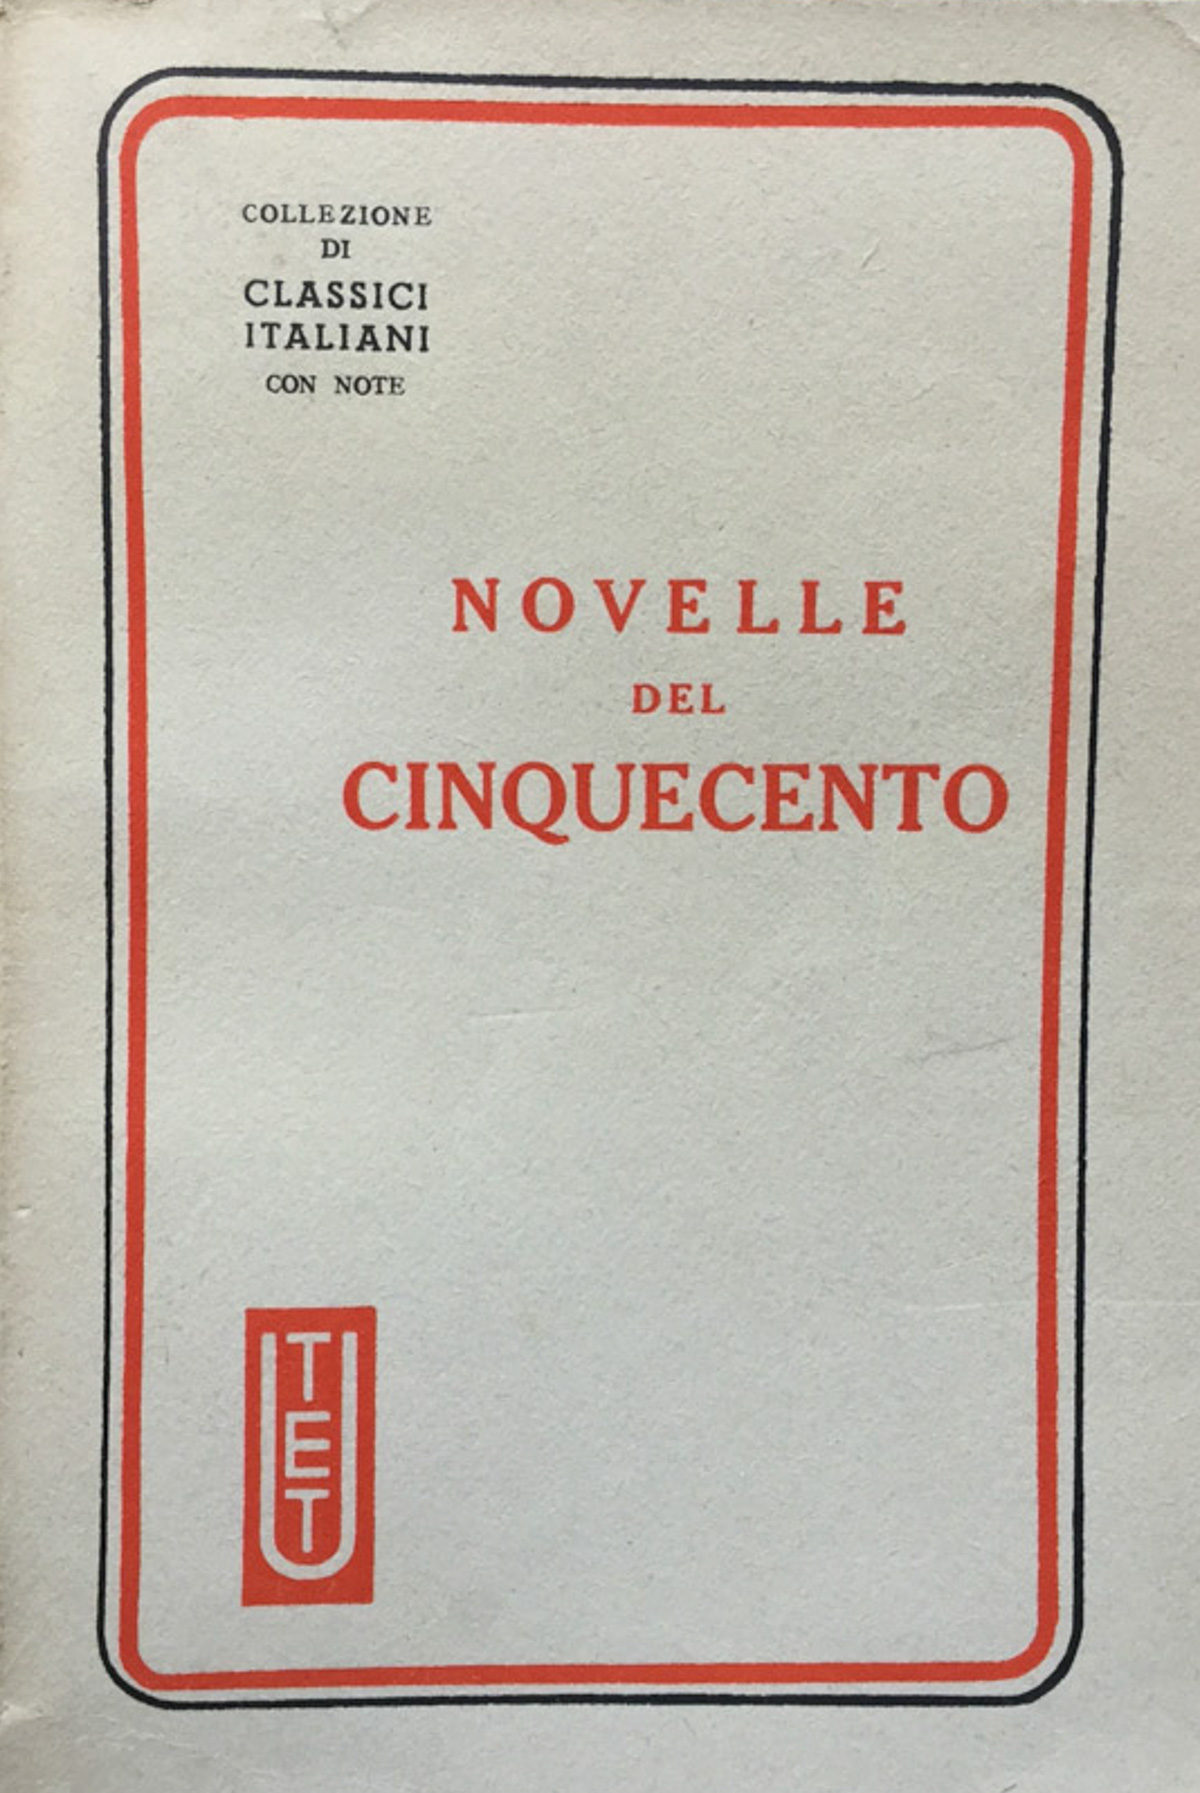 COLLEZIONE
DI
CLASSICI
ITALIANI
CON NOTE
NOVELLE
DEL
CINQUECENTO
UTET